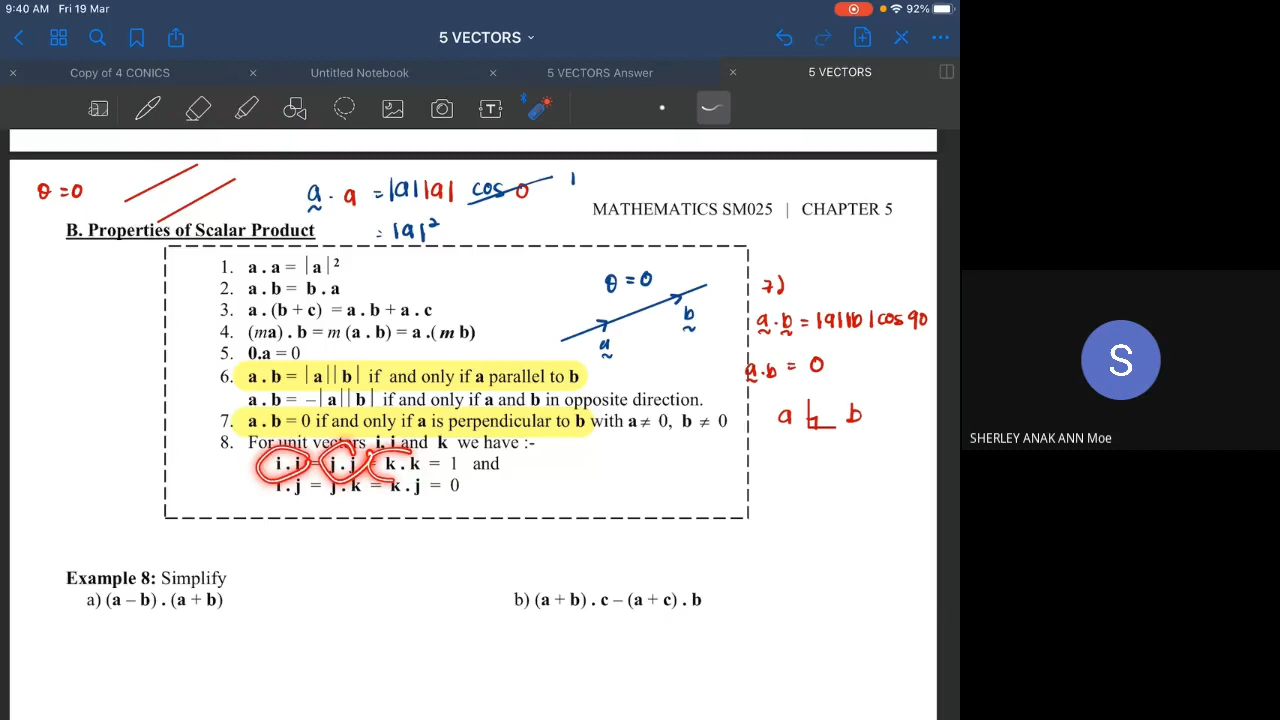 9:40 AM Fri 19 Mar
92%
5 VECTORS
Copy of 4 CONICS
Untitled Notebook
5 VECTORS Answer
5 VECTORS
θ = 0
a . a = |a||a| cos 0 1
= |a|²
MATHEMATICS SM025 | CHAPTER 5
B. Properties of Scalar Product
1. a . a = | a | ²
2. a . b = b . a
3. a . (b + c) = a . b + a . c
4. (ma) . b = m (a . b) = a .( m b)
5. 0.a = 0
6. a . b = | a | | b | if and only if a parallel to b
a . b = – | a | | b | if and only if a and b in opposite direction.
7. a . b = 0 if and only if a is perpendicular to b with a ≠ 0, b ≠ 0
8. For unit vectors i, j and k we have :-
i . i = j . j = k . k = 1 and
i . j = j . k = k . j = 0
θ = 0
a
b
7)
a . b = |a||b| cos 90
a . b = 0
a b
Example 8: Simplify
a) (a – b) . (a + b)
b) (a + b) . c – (a + c) . b
S
SHERLEY ANAK ANN Moe